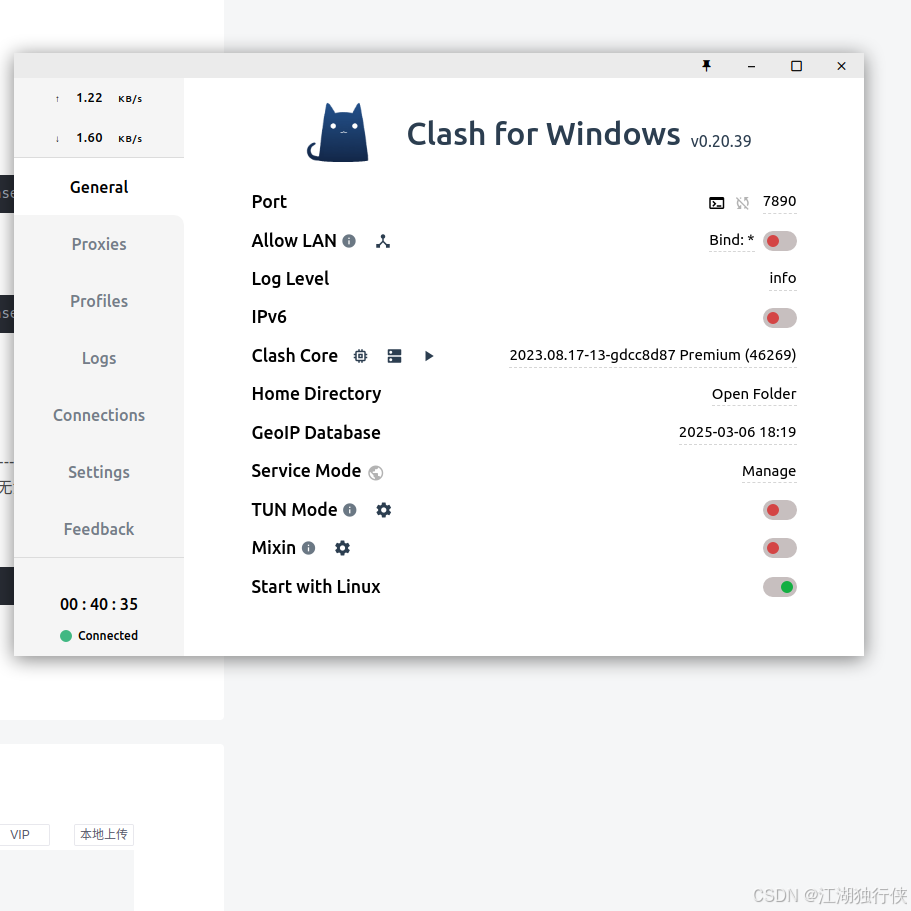 ↑ 1.22 KB/s
↓ 1.60 KB/s
General
Proxies
Profiles
Logs
Connections
Settings
Feedback
00 : 40 : 35
Connected
Clash for Windows v0.20.39
Port 7890
Allow LAN Bind: *
Log Level info
IPv6
Clash Core 2023.08.17-13-gdcc8d87 Premium (46269)
Home Directory Open Folder
GeoIP Database 2025-03-06 18:19
Service Mode Manage
TUN Mode
Mixin
Start with Linux
无
VIP 本地上传
CSDN @江湖独行侠